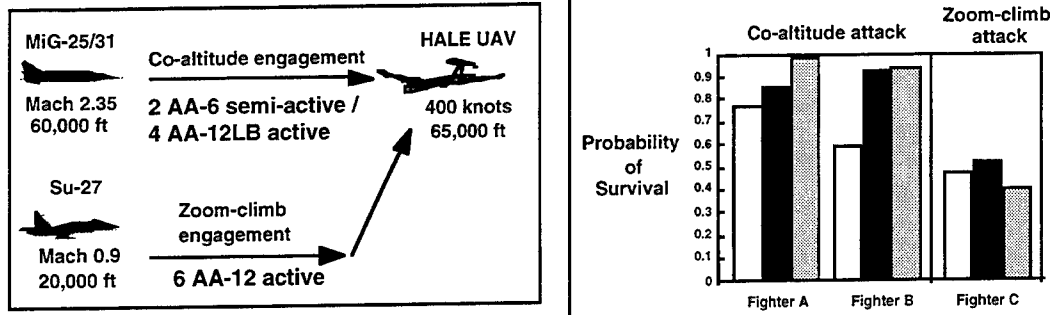 MiG-25/31
Mach 2.35
60,000 ft
Co-altitude engagement
2 AA-6 semi-active /
4 AA-12LB active
HALE UAV
400 knots
65,000 ft
Su-27
Mach 0.9
20,000 ft
Zoom-climb
engagement
6 AA-12 active
Co-altitude attack
Zoom-climb
attack
Probability
of
Survival
1
0.9
0.8
0.7
0.6
0.5
0.4
0.3
0.2
0.1
0
Fighter A
Fighter B
Fighter C